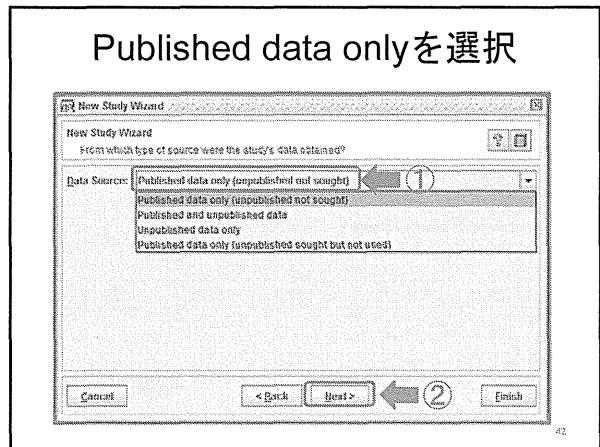 Published data onlyを選択
New Study Wizard
New Study Wizard
From which type of source were the study's data obtained?
Data Source: Published data only (unpublished not sought) ①
Published data only (unpublished not sought)
Published and unpublished data
Unpublished data only
Published data only (unpublished sought but not used)
Cancel < Back Next > ② Finish
42